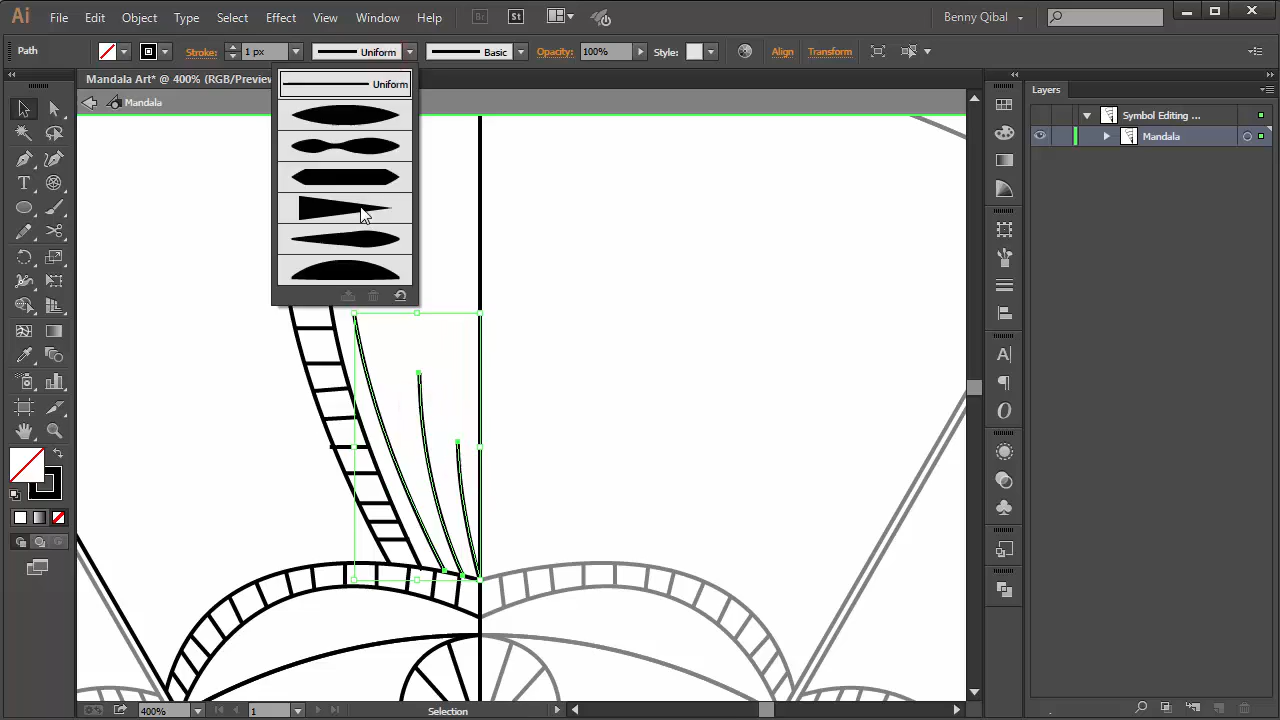 Ai File Edit Object Type Select Effect View Window Help Br St Benny Qibal
Path Stroke: 1 px Uniform Basic Opacity: 100% Style: Align Transform
Mandala Art* @ 400% (RGB/Preview
Layers
Uniform
Mandala
Symbol Editing ...
Mandala
400% 1 Selection